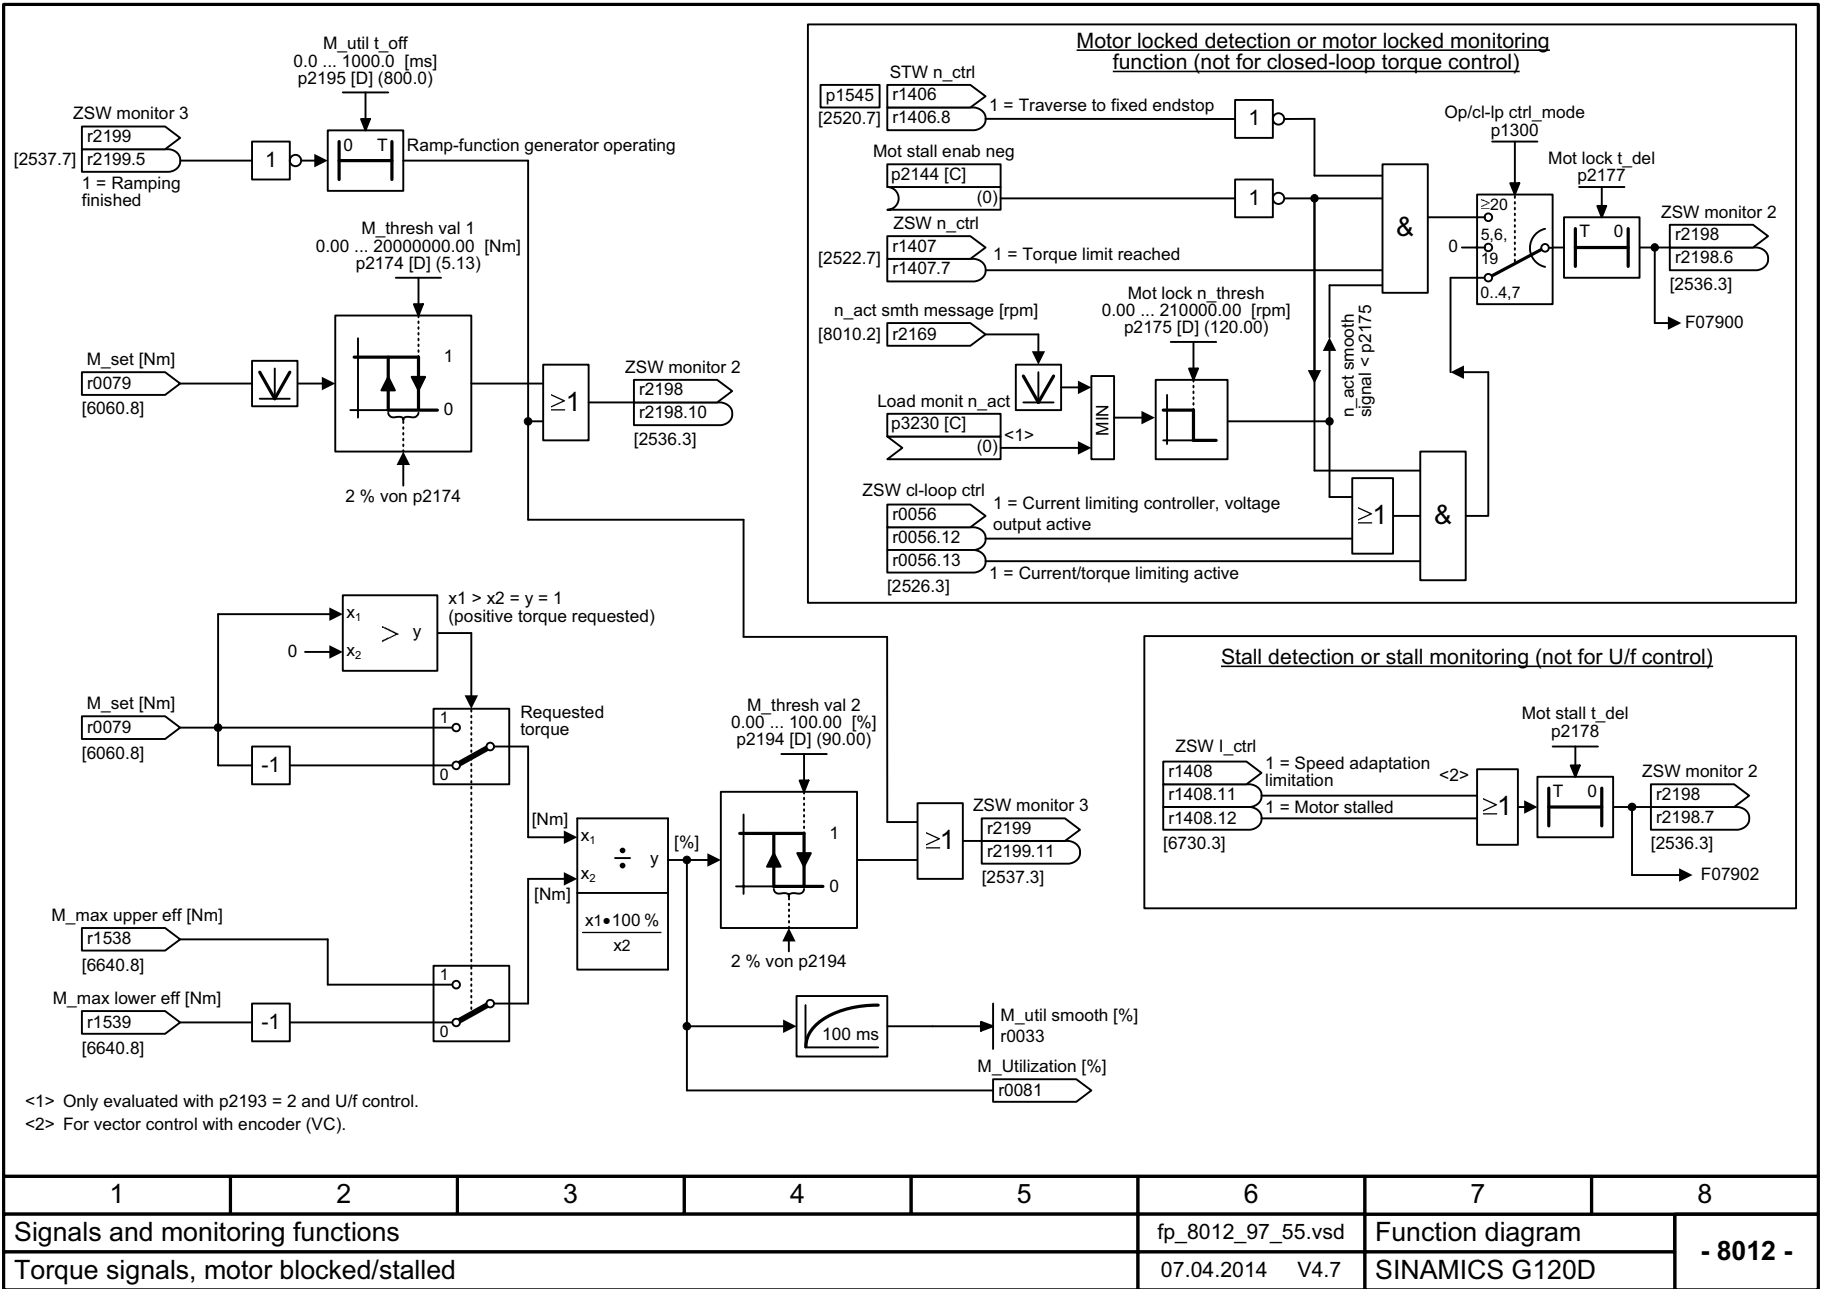 M_util t_off
0.0 ... 1000.0 [ms]
p2195 [D] (800.0)
ZSW monitor 3
r2199
[2537.7]
r2199.5
1 = Ramping
finished
1
0 T
Ramp-function generator operating
M_thresh val 1
0.00 ... 20000000.00 [Nm]
p2174 [D] (5.13)
M_set [Nm]
r0079
[6060.8]
1
0
2 % von p2174
≥1
ZSW monitor 2
r2198
r2198.10
[2536.3]
Motor locked detection or motor locked monitoring
function (not for closed-loop torque control)
STW n_ctrl
p1545
r1406
[2520.7]
r1406.8
1 = Traverse to fixed endstop
1
Mot stall enab neg
p2144 [C]
(0)
1
ZSW n_ctrl
r1407
[2522.7]
r1407.7
1 = Torque limit reached
n_act smth message [rpm]
[8010.2]
r2169
Mot lock n_thresh
0.00 ... 210000.00 [rpm]
p2175 [D] (120.00)
Load monit n_act
p3230 [C]
(0)
<1>
MIN
n_act smooth
signal < p2175
ZSW cl-loop ctrl
r0056
r0056.12
r0056.13
[2526.3]
1 = Current limiting controller, voltage
output active
1 = Current/torque limiting active
≥1
&
&
Op/cl-lp ctrl_mode
p1300
≥20
0
5,6,
19
0..4,7
Mot lock t_del
p2177
T 0
ZSW monitor 2
r2198
r2198.6
[2536.3]
F07900
x1 > x2 = y = 1
(positive torque requested)
x1
> y
0
x2
M_set [Nm]
r0079
[6060.8]
-1
1
0
Requested
torque
[Nm]
x1
÷ y
x2
[Nm]
x1•100 %
x2
[%]
M_max upper eff [Nm]
r1538
[6640.8]
M_max lower eff [Nm]
r1539
[6640.8]
-1
1
0
M_thresh val 2
0.00 ... 100.00 [%]
p2194 [D] (90.00)
1
0
2 % von p2194
≥1
ZSW monitor 3
r2199
r2199.11
[2537.3]
100 ms
M_util smooth [%]
r0033
M_Utilization [%]
r0081
Stall detection or stall monitoring (not for U/f control)
ZSW I_ctrl
r1408
r1408.11
r1408.12
[6730.3]
1 = Speed adaptation
limitation
<2>
1 = Motor stalled
≥1
Mot stall t_del
p2178
T 0
ZSW monitor 2
r2198
r2198.7
[2536.3]
F07902
<1> Only evaluated with p2193 = 2 and U/f control.
<2> For vector control with encoder (VC).
1 2 3 4 5 6 7 8
Signals and monitoring functions
fp_8012_97_55.vsd
Function diagram
- 8012 -
Torque signals, motor blocked/stalled
07.04.2014 V4.7
SINAMICS G120D